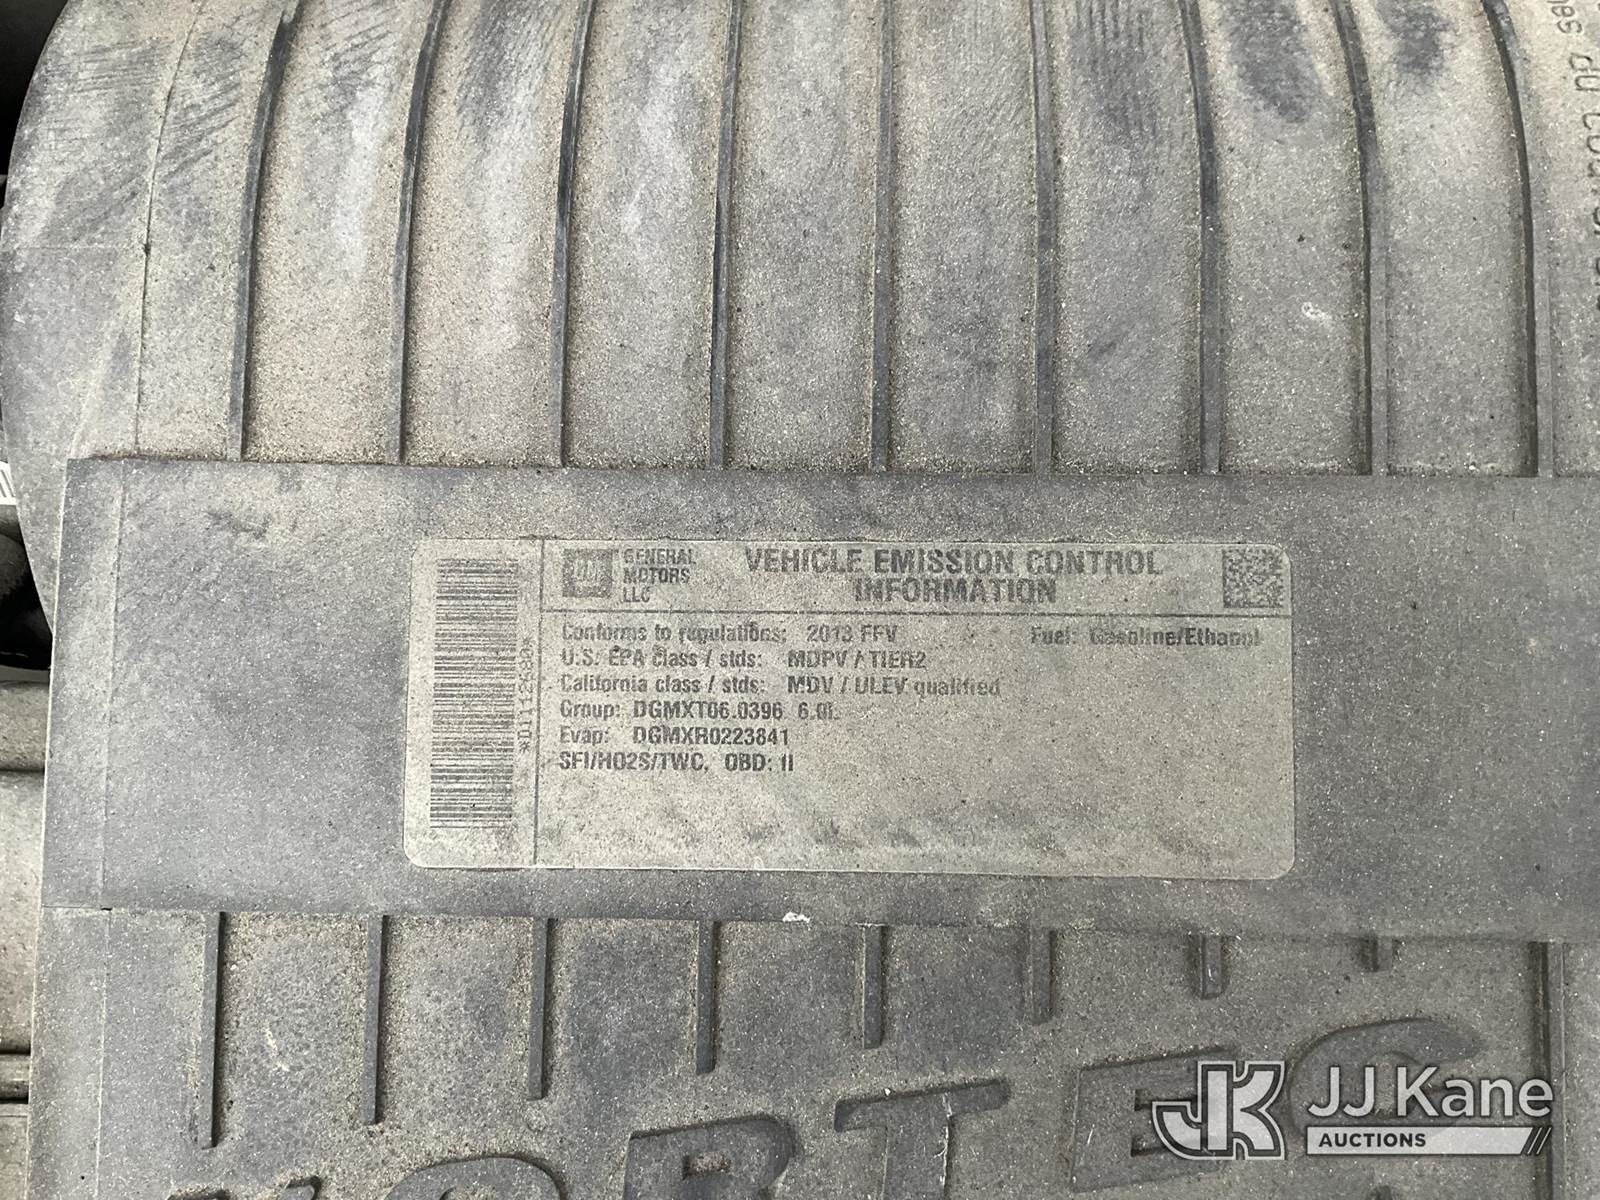 GENERAL
MOTORS
LLC
VEHICLE EMISSION CONTROL
INFORMATION
Conforms to regulations: 2013 FFV
Fuel: Gasoline/Ethanol
U.S. EPA class / stds: MDPV / TIER2
California class / stds: MDV / ULEV qualified
Group: DGMXT06.0396 6.0L
Evap: DGMXR0223841
SFI/HO2S/TWC, OBD: II
VORTEC
JJ Kane
AUCTIONS